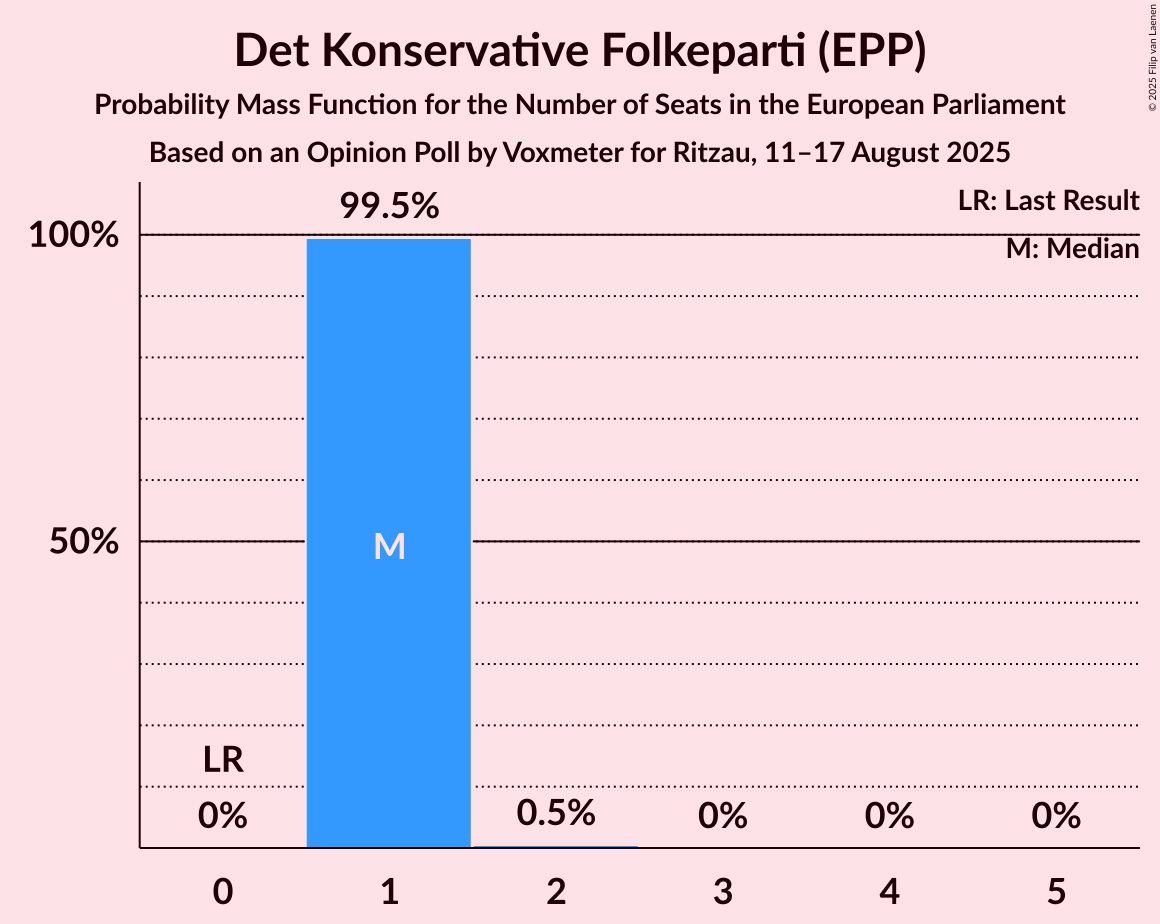 Det Konservative Folkeparti (EPP)
Probability Mass Function for the Number of Seats in the European Parliament
Based on an Opinion Poll by Voxmeter for Ritzau, 11–17 August 2025
© 2025 Filip van Laenen
LR: Last Result
M: Median
99.5%
100%
50%
M
LR
0%
0.5%
0%
0%
0%
0
1
2
3
4
5